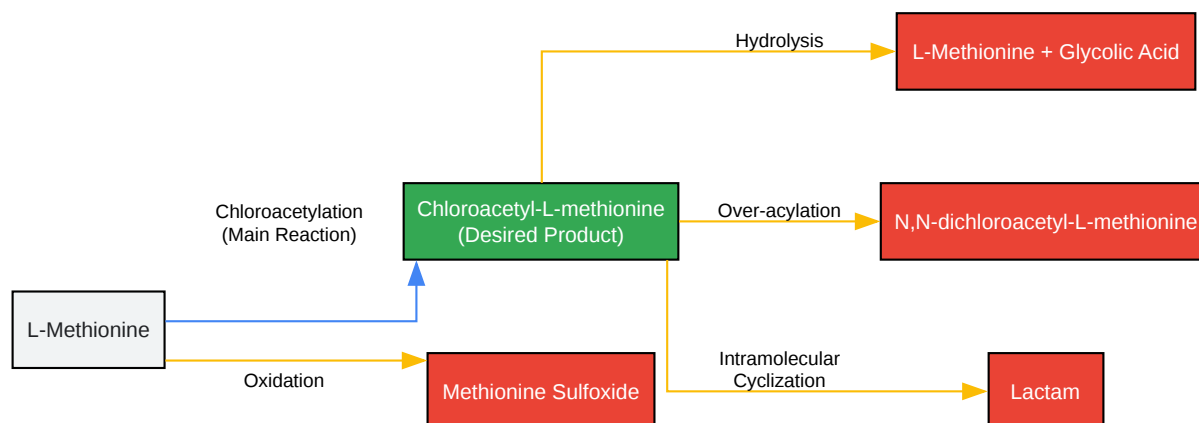 Hydrolysis
L-Methionine + Glycolic Acid
Chloroacetylation
(Main Reaction)
Chloroacetyl-L-methionine
(Desired Product)
Over-acylation
N,N-dichloroacetyl-L-methionine
L-Methionine
Oxidation
Methionine Sulfoxide
Intramolecular
Cyclization
Lactam